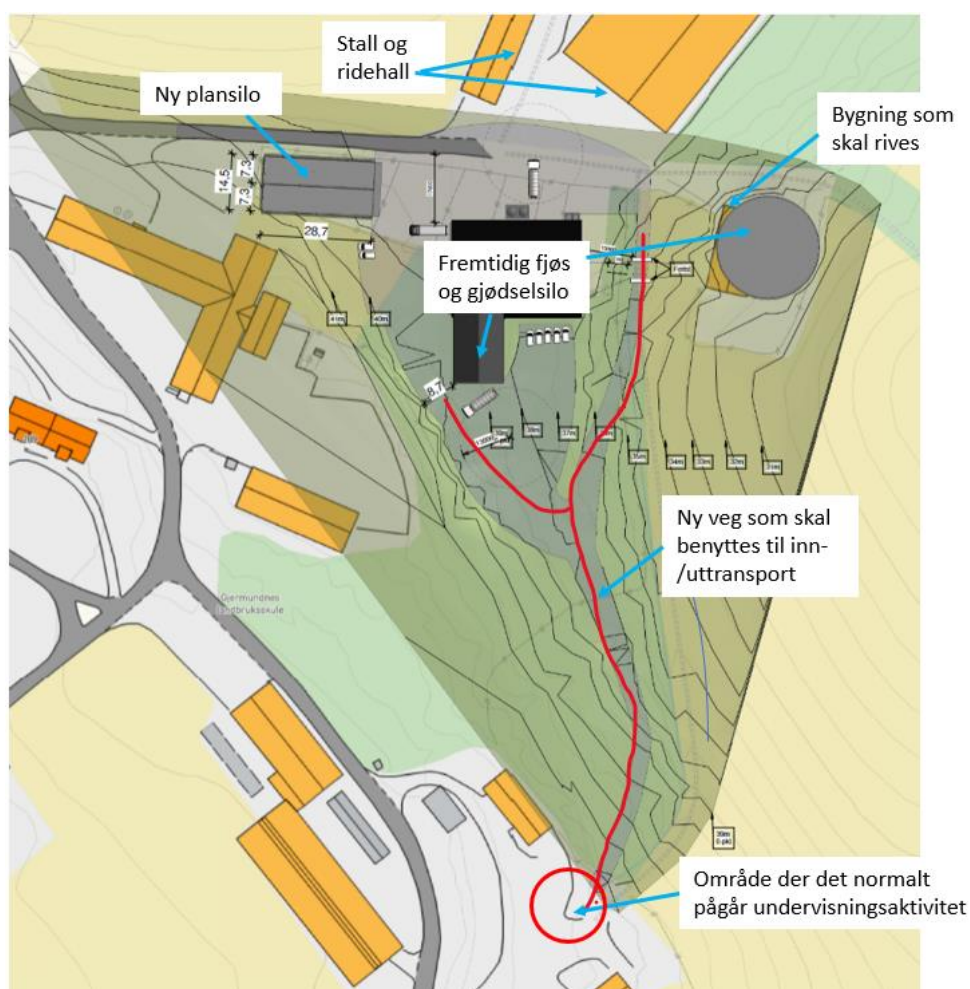 Stall og
ridehall
Ny plansilo
Bygning som
skal rives
14,5
7,3
7,3
28,7
Fremtidig fjøs
og gjødselsilo
8,7
Ny veg som skal
benyttes til inn-
/uttransport
Gjermundnes
landbruksskule
Område der det normalt
pågår undervisningsaktivitet